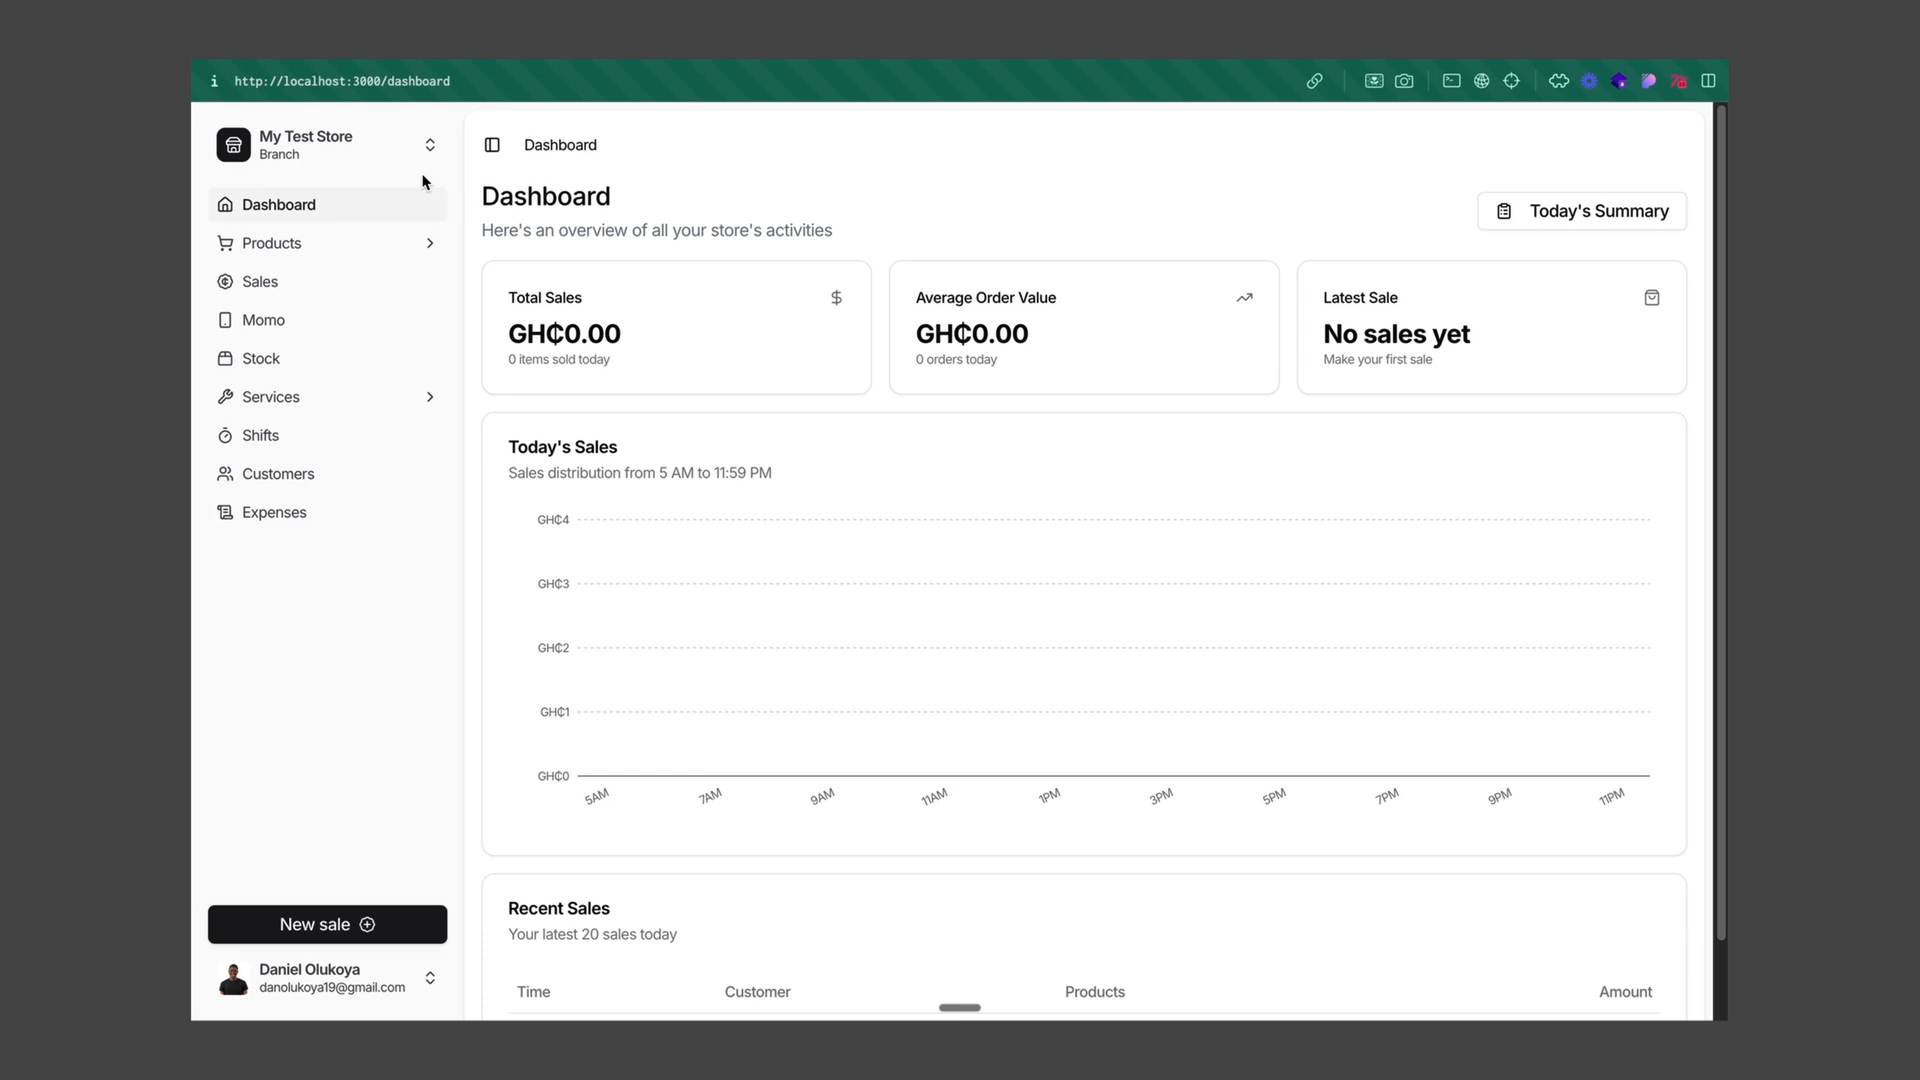 http://localhost:3000/dashboard
My Test Store
Branch
Dashboard
Products
Sales
Momo
Stock
Services
Shifts
Customers
Expenses
New sale
Daniel Olukoya
danolukoya19@gmail.com
Dashboard
Dashboard
Here's an overview of all your store's activities
Today's Summary
Total Sales
GH₵0.00
0 items sold today
Average Order Value
GH₵0.00
0 orders today
Latest Sale
No sales yet
Make your first sale
Today's Sales
Sales distribution from 5 AM to 11:59 PM
GH₵4
GH₵3
GH₵2
GH₵1
GH₵0
5AM 7AM 9AM 11AM 1PM 3PM 5PM 7PM 9PM 11PM
Recent Sales
Your latest 20 sales today
Time Customer Products Amount